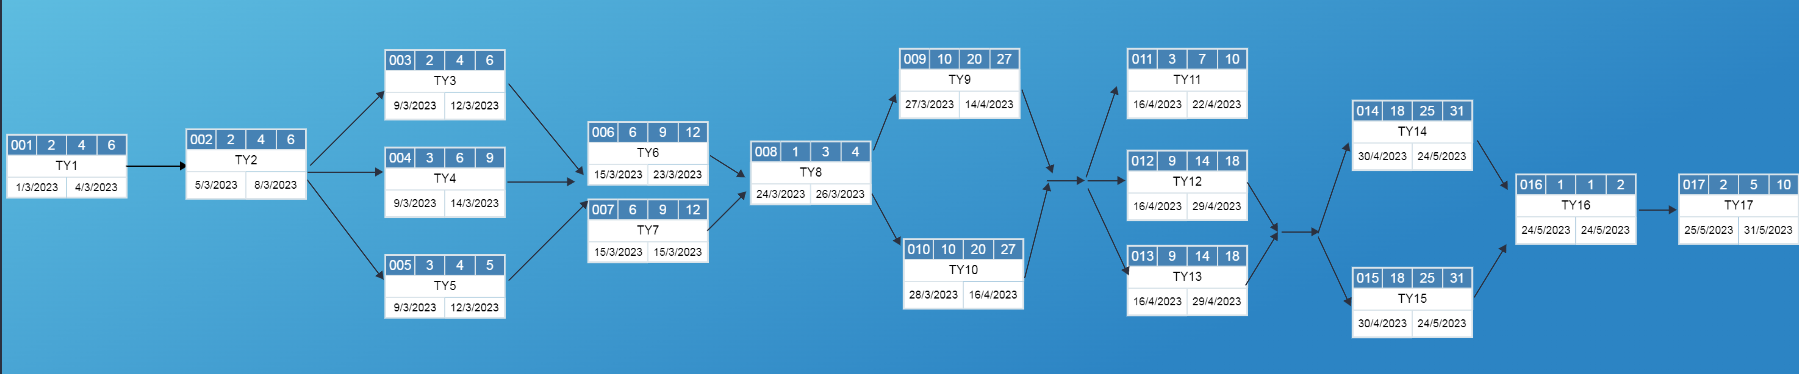 001 2 4 6
TY1
1/3/2023 4/3/2023
002 2 4 6
TY2
5/3/2023 8/3/2023
003 2 4 6
TY3
9/3/2023 12/3/2023
004 3 6 9
TY4
9/3/2023 14/3/2023
005 3 4 5
TY5
9/3/2023 12/3/2023
006 6 9 12
TY6
15/3/2023 23/3/2023
007 6 9 12
TY7
15/3/2023 15/3/2023
008 1 3 4
TY8
24/3/2023 26/3/2023
009 10 20 27
TY9
27/3/2023 14/4/2023
010 10 20 27
TY10
28/3/2023 16/4/2023
011 3 7 10
TY11
16/4/2023 22/4/2023
012 9 14 18
TY12
16/4/2023 29/4/2023
013 9 14 18
TY13
16/4/2023 29/4/2023
014 18 25 31
TY14
30/4/2023 24/5/2023
015 18 25 31
TY15
30/4/2023 24/5/2023
016 1 1 2
TY16
24/5/2023 24/5/2023
017 2 5 10
TY17
25/5/2023 31/5/2023